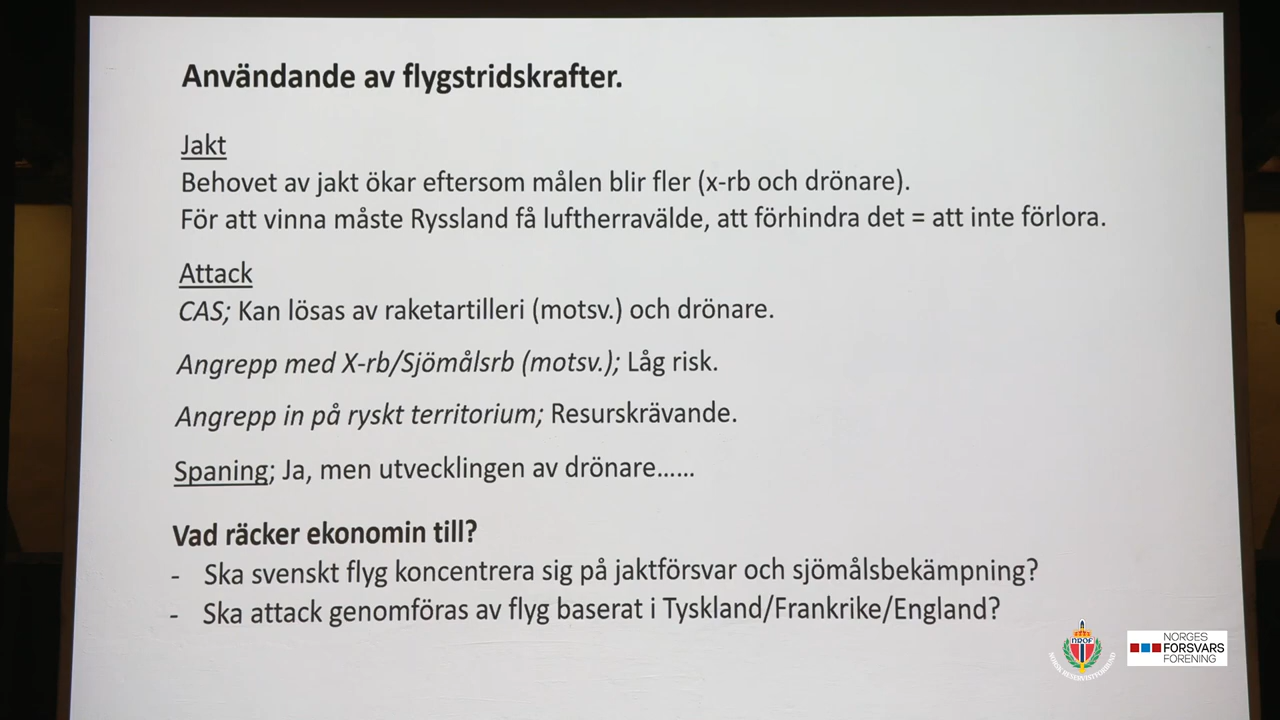 Användande av flygstridskrafter.
Jakt
Behovet av jakt ökar eftersom målen blir fler (x-rb och drönare).
För att vinna måste Ryssland få luftherravälde, att förhindra det = att inte förlora.
Attack
CAS; Kan lösas av raketartilleri (motsv.) och drönare.
Angrepp med X-rb/Sjömålsrb (motsv.); Låg risk.
Angrepp in på ryskt territorium; Resurskrävande.
Spaning; Ja, men utvecklingen av drönare......
Vad räcker ekonomin till?
- Ska svenskt flyg koncentrera sig på jaktförsvar och sjömålsbekämpning?
- Ska attack genomföras av flyg baserat i Tyskland/Frankrike/England?
NROF
NORSK RESERVISTFORBUND
NORGES
FORSVARS
FORENING